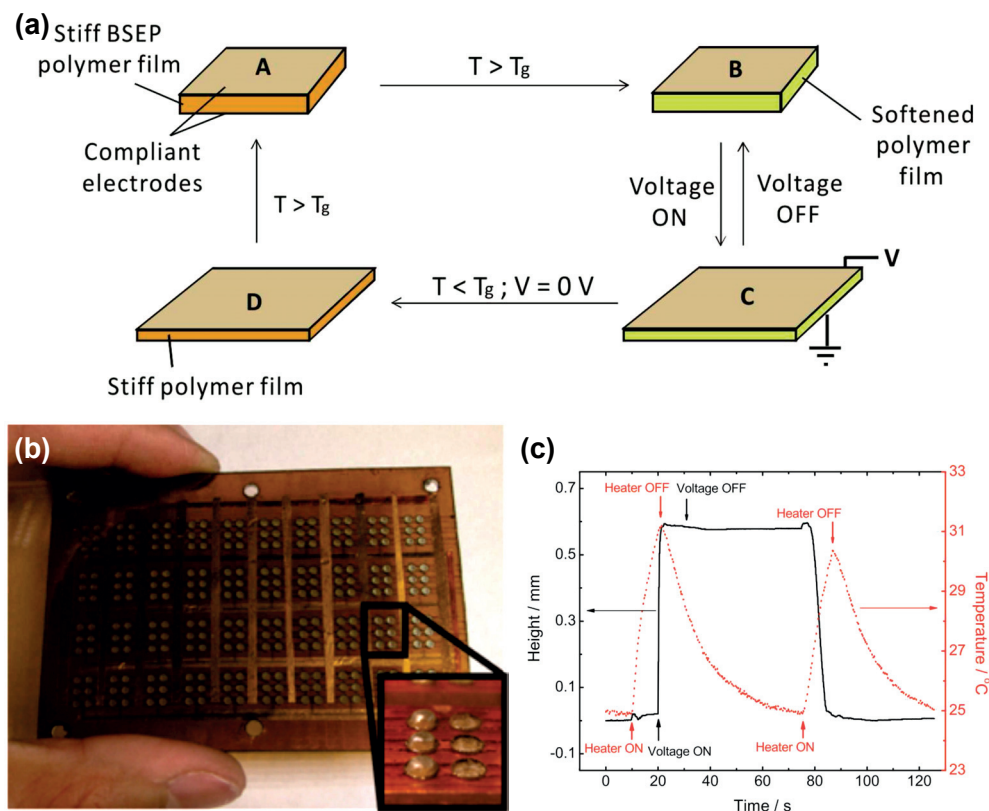 (a)
Stiff BSEP
polymer film
A
T > Tg
B
Compliant
electrodes
Softened
polymer
film
Voltage
ON
Voltage
OFF
T > Tg
V
D
T < Tg ; V = 0 V
C
Stiff polymer film
(b)
(c)
Heater OFF
Voltage OFF
Heater OFF
Heater ON
Voltage ON
Heater ON
0.7
0.5
0.3
0.1
-0.1
Height / mm
33
31
29
28
27
25
23
Temperature / °C
0
20
40
60
80
100
120
Time / s